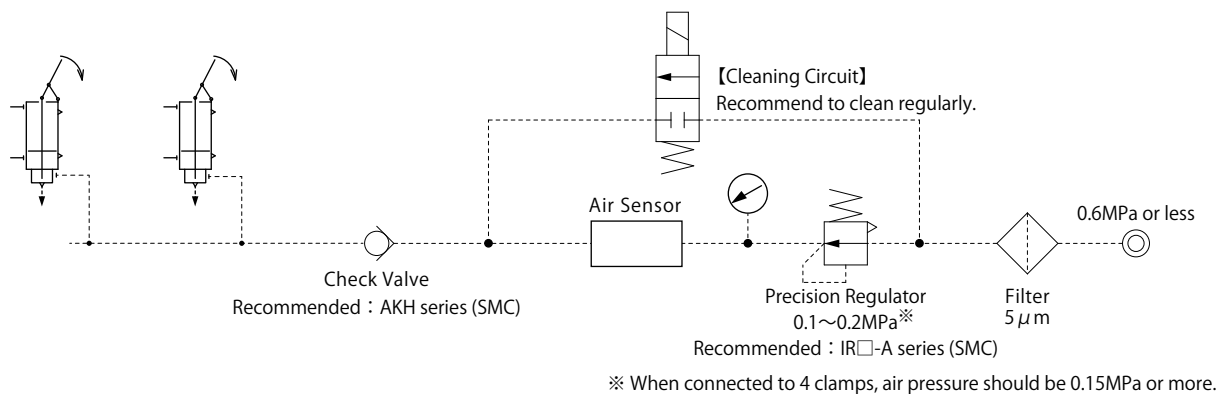 【Cleaning Circuit】
Recommend to clean regularly.
Air Sensor
0.6MPa or less
Check Valve
Recommended：AKH series (SMC)
Precision Regulator
0.1～0.2MPa※
Recommended：IR□-A series (SMC)
Filter
5μm
※ When connected to 4 clamps, air pressure should be 0.15MPa or more.